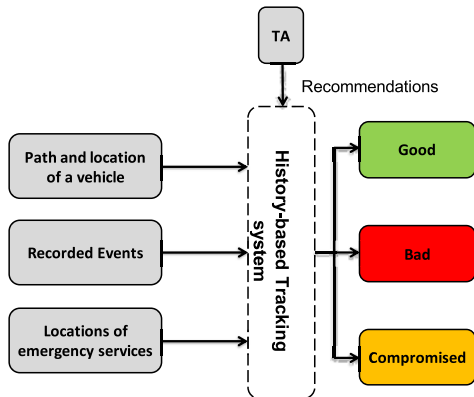 TA
Recommendations
Path and location
of a vehicle
Recorded Events
Locations of
emergency services
History-based Tracking
system
Good
Bad
Compromised